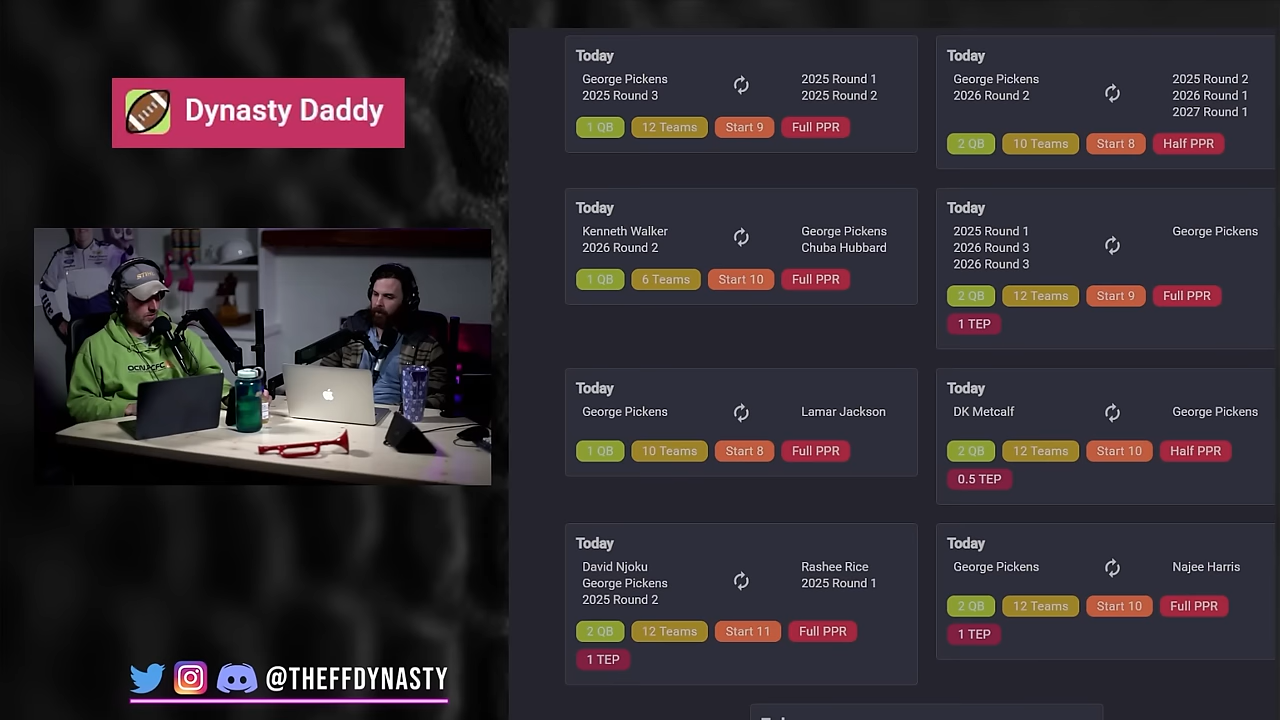 Dynasty Daddy
@THEFFDYNASTY
Today
George Pickens
2025 Round 3
2025 Round 1
2025 Round 2
1 QB
12 Teams
Start 9
Full PPR
Today
George Pickens
2026 Round 2
2025 Round 2
2026 Round 1
2027 Round 1
2 QB
10 Teams
Start 8
Half PPR
Today
Kenneth Walker
2026 Round 2
George Pickens
Chuba Hubbard
1 QB
6 Teams
Start 10
Full PPR
Today
2025 Round 1
2026 Round 3
2026 Round 3
George Pickens
2 QB
12 Teams
Start 9
Full PPR
1 TEP
Today
George Pickens
Lamar Jackson
1 QB
10 Teams
Start 8
Full PPR
Today
DK Metcalf
George Pickens
2 QB
12 Teams
Start 10
Half PPR
0.5 TEP
Today
David Njoku
George Pickens
2025 Round 2
Rashee Rice
2025 Round 1
2 QB
12 Teams
Start 11
Full PPR
1 TEP
Today
George Pickens
Najee Harris
2 QB
12 Teams
Start 10
Full PPR
1 TEP